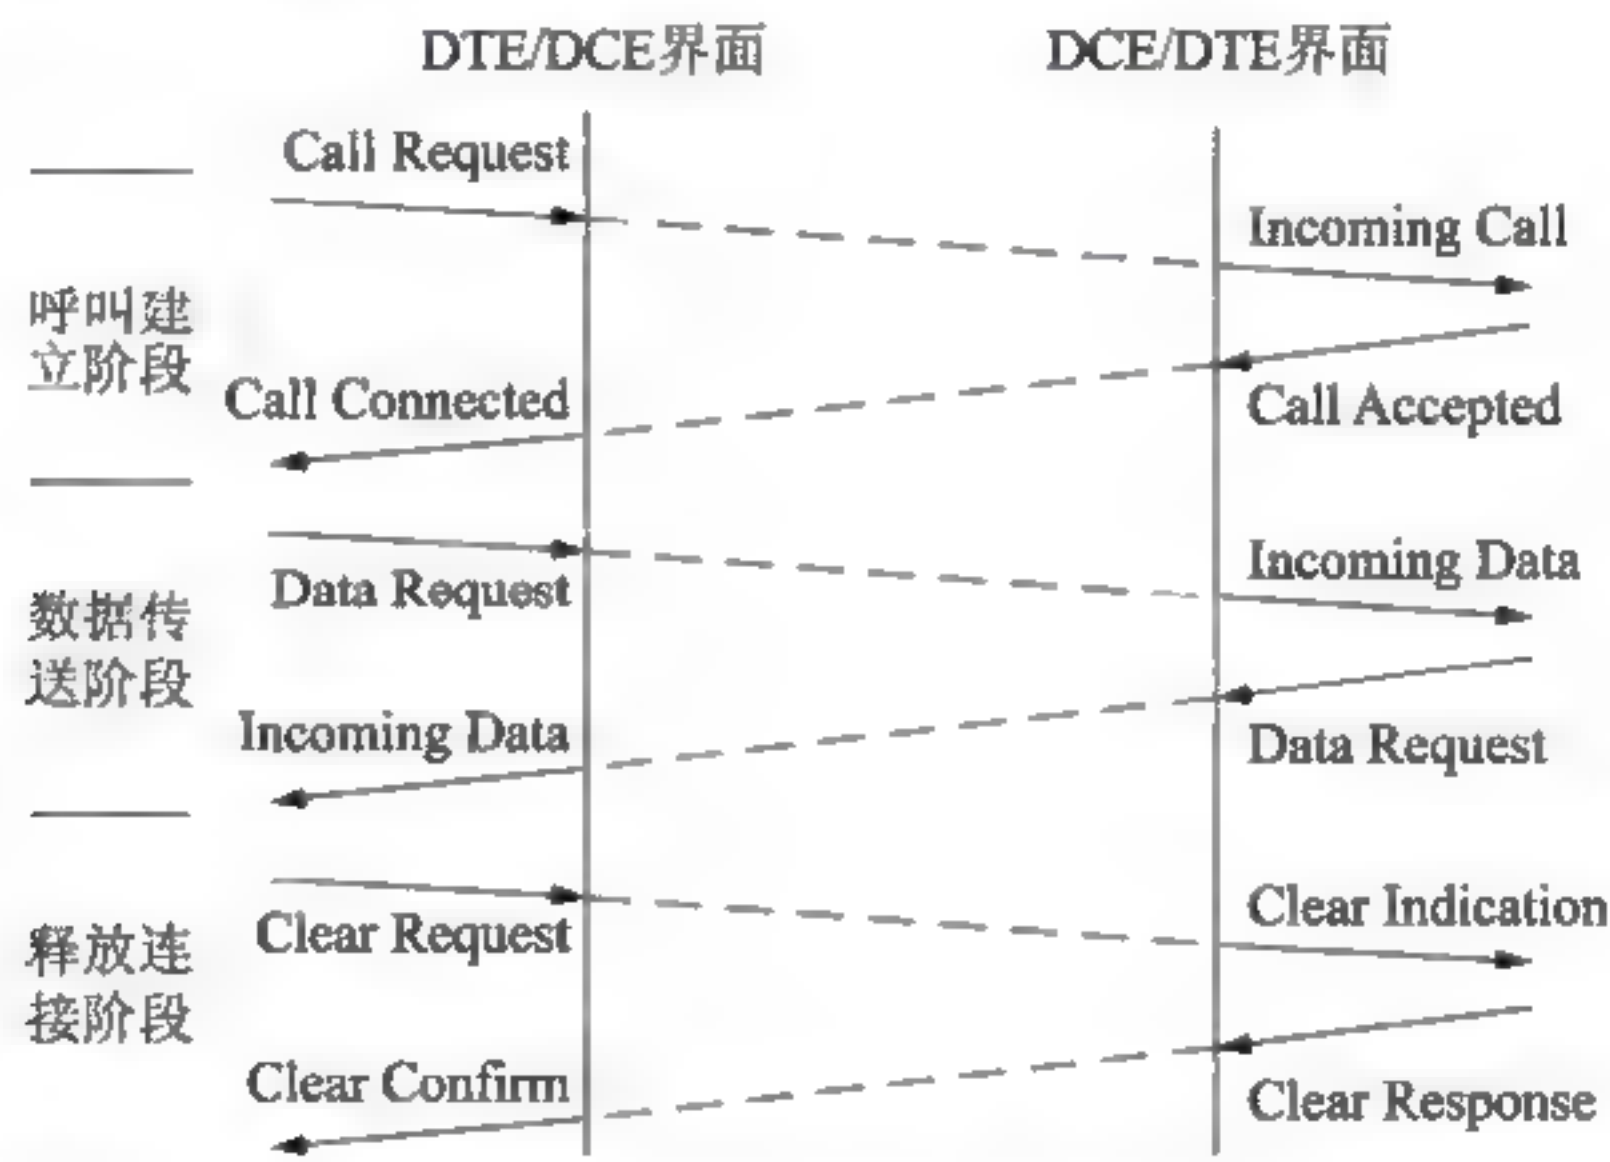 DTE/DCE界面
DCE/DTE界面
Call Request
Incoming Call
呼叫建
立阶段
Call Connected
Call Accepted
Data Request
Incoming Data
数据传
送阶段
Incoming Data
Data Request
Clear Request
Clear Indication
释放连
接阶段
Clear Confirm
Clear Response